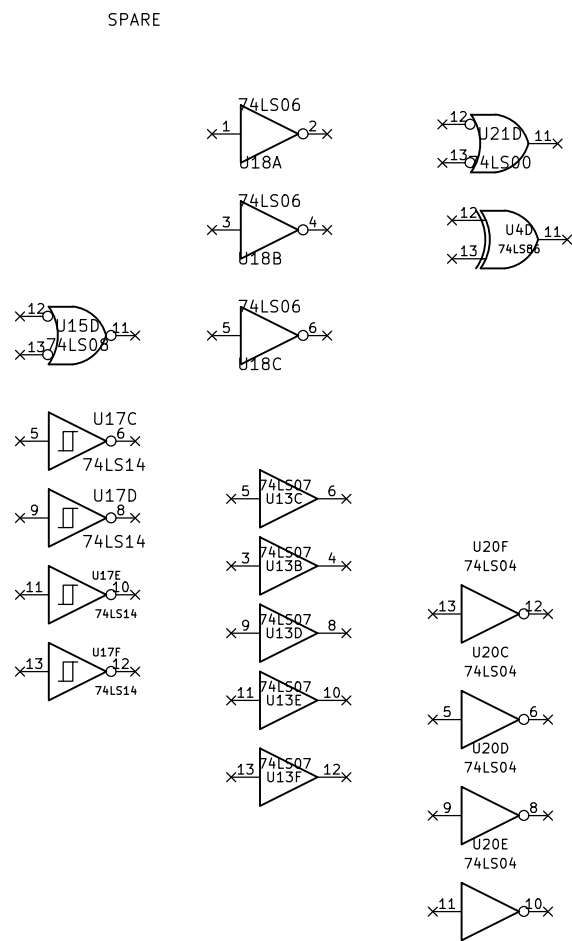 SPARE
74LS06
1 2
U18A
12
U21D 11
13 74LS00
74LS06
3 4
U18B
12
U4D 11
74LS86
13
74LS06
5 6
U18C
12
U15D 11
74LS08
13
U17C
5 6
74LS14
U17D
9 8
74LS14
U17E
11 10
74LS14
U17F
13 12
74LS14
74LS07
5 U13C 6
74LS07
3 U13B 4
74LS07
9 U13D 8
74LS07
11 U13E 10
74LS07
13 U13F 12
U20F
74LS04
13 12
U20C
74LS04
5 6
U20D
74LS04
9 8
U20E
74LS04
11 10